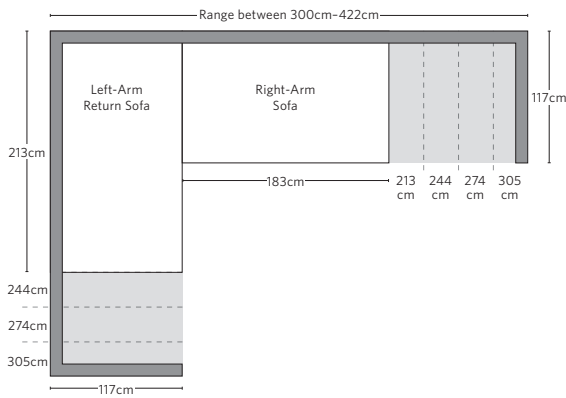 Range between 300cm–422cm
Left-Arm
Return Sofa
Right-Arm
Sofa
117cm
213cm
183cm
213
cm
244
cm
274
cm
305
cm
244cm
274cm
305cm
117cm